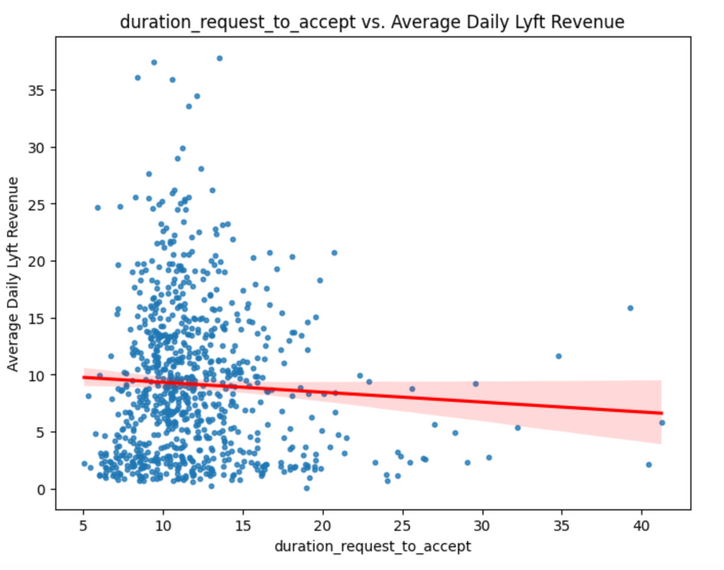 duration_request_to_accept vs. Average Daily Lyft Revenue
Average Daily Lyft Revenue
35
30
25
20
15
10
5
0
5 10 15 20 25 30 35 40
duration_request_to_accept